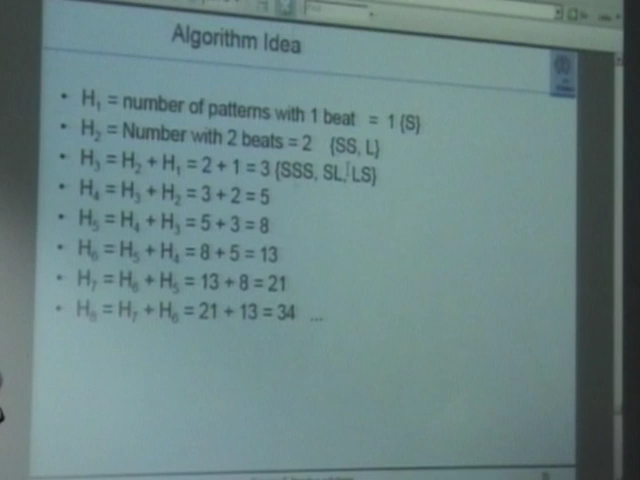 Algorithm Idea
• H₁ = number of patterns with 1 beat = 1 {S}
• H₂ = Number with 2 beats = 2 {SS, L}
• H₃ = H₂ + H₁ = 2 + 1 = 3 {SSS, SL, LS}
• H₄ = H₃ + H₂ = 3 + 2 = 5
• H₅ = H₄ + H₃ = 5 + 3 = 8
• H₆ = H₅ + H₄ = 8 + 5 = 13
• H₇ = H₆ + H₅ = 13 + 8 = 21
• H₈ = H₇ + H₆ = 21 + 13 = 34 ...